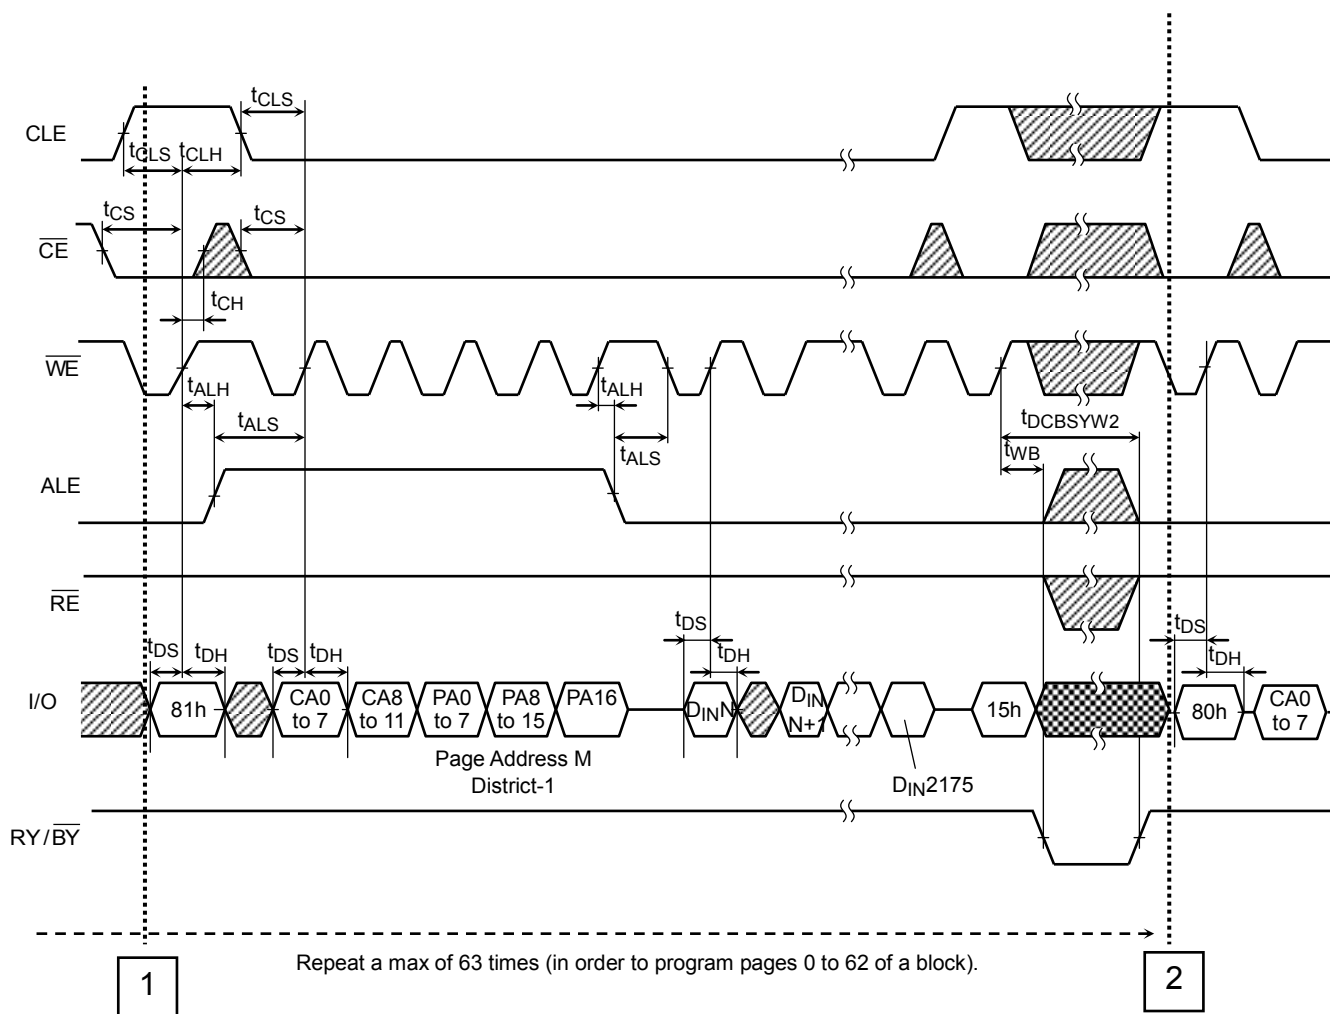 tCLS
CLE
tCLS tCLH
tCS tCS
CE
tCH
WE
tALH tALH
tDCBSYW2
tALS
tALS
tWB
ALE
RE
tDS tDH tDS tDH tDS tDH tDS tDH
I/O
81h
CA0 to 7
CA8 to 11
PA0 to 7
PA8 to 15
PA16
DINN
DIN N+1
15h
80h
CA0 to 7
Page Address M
District-1
DIN2175
RY/BY
Repeat a max of 63 times (in order to program pages 0 to 62 of a block).
1
2